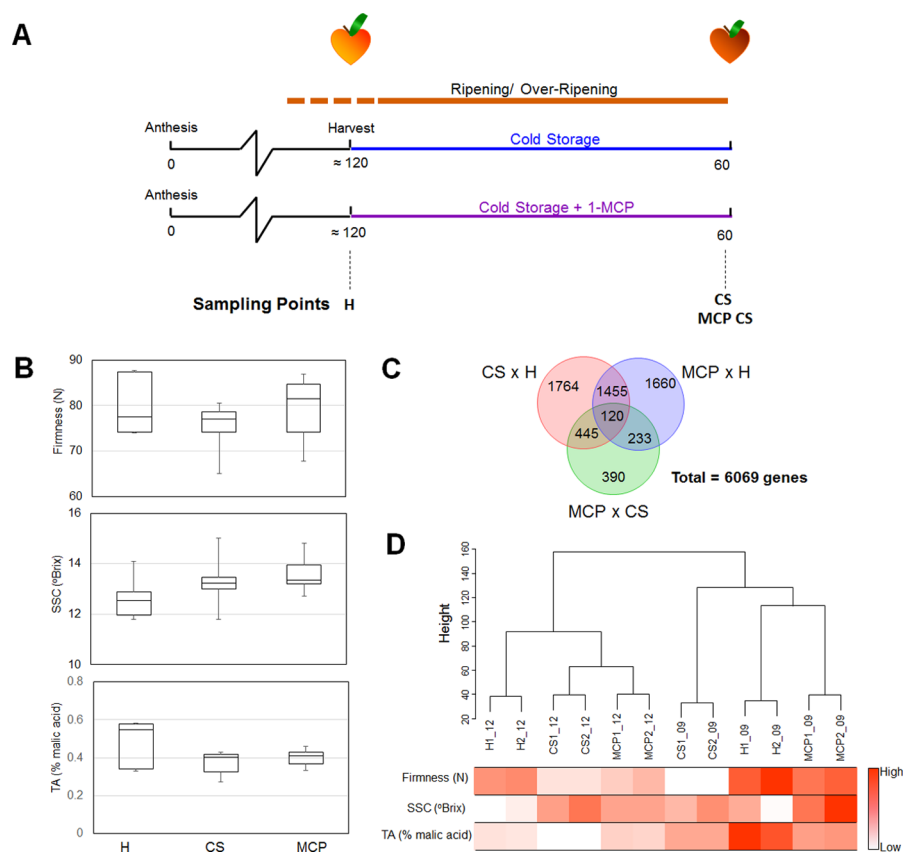 A
Ripening/ Over-Ripening
Anthesis
Harvest
Cold Storage
0
≈ 120
60
Anthesis
Cold Storage + 1-MCP
0
≈ 120
60
Sampling Points H
CS
MCP CS
B
90
80
70
60
Firmness (N)
16
14
12
10
SSC (ºBrix)
0.8
0.6
0.4
0.2
0
TA (% malic acid)
H
CS
MCP
C
CS x H
MCP x H
1764
1455
1660
120
445
233
390
MCP x CS
Total = 6069 genes
D
Height
160
140
120
100
80
60
40
20
H1_12
H2_12
CS1_12
CS2_12
MCP1_12
MCP2_12
CS1_09
CS2_09
H1_09
H2_09
MCP1_09
MCP2_09
Firmness (N)
SSC (ºBrix)
TA (% malic acid)
High
Low